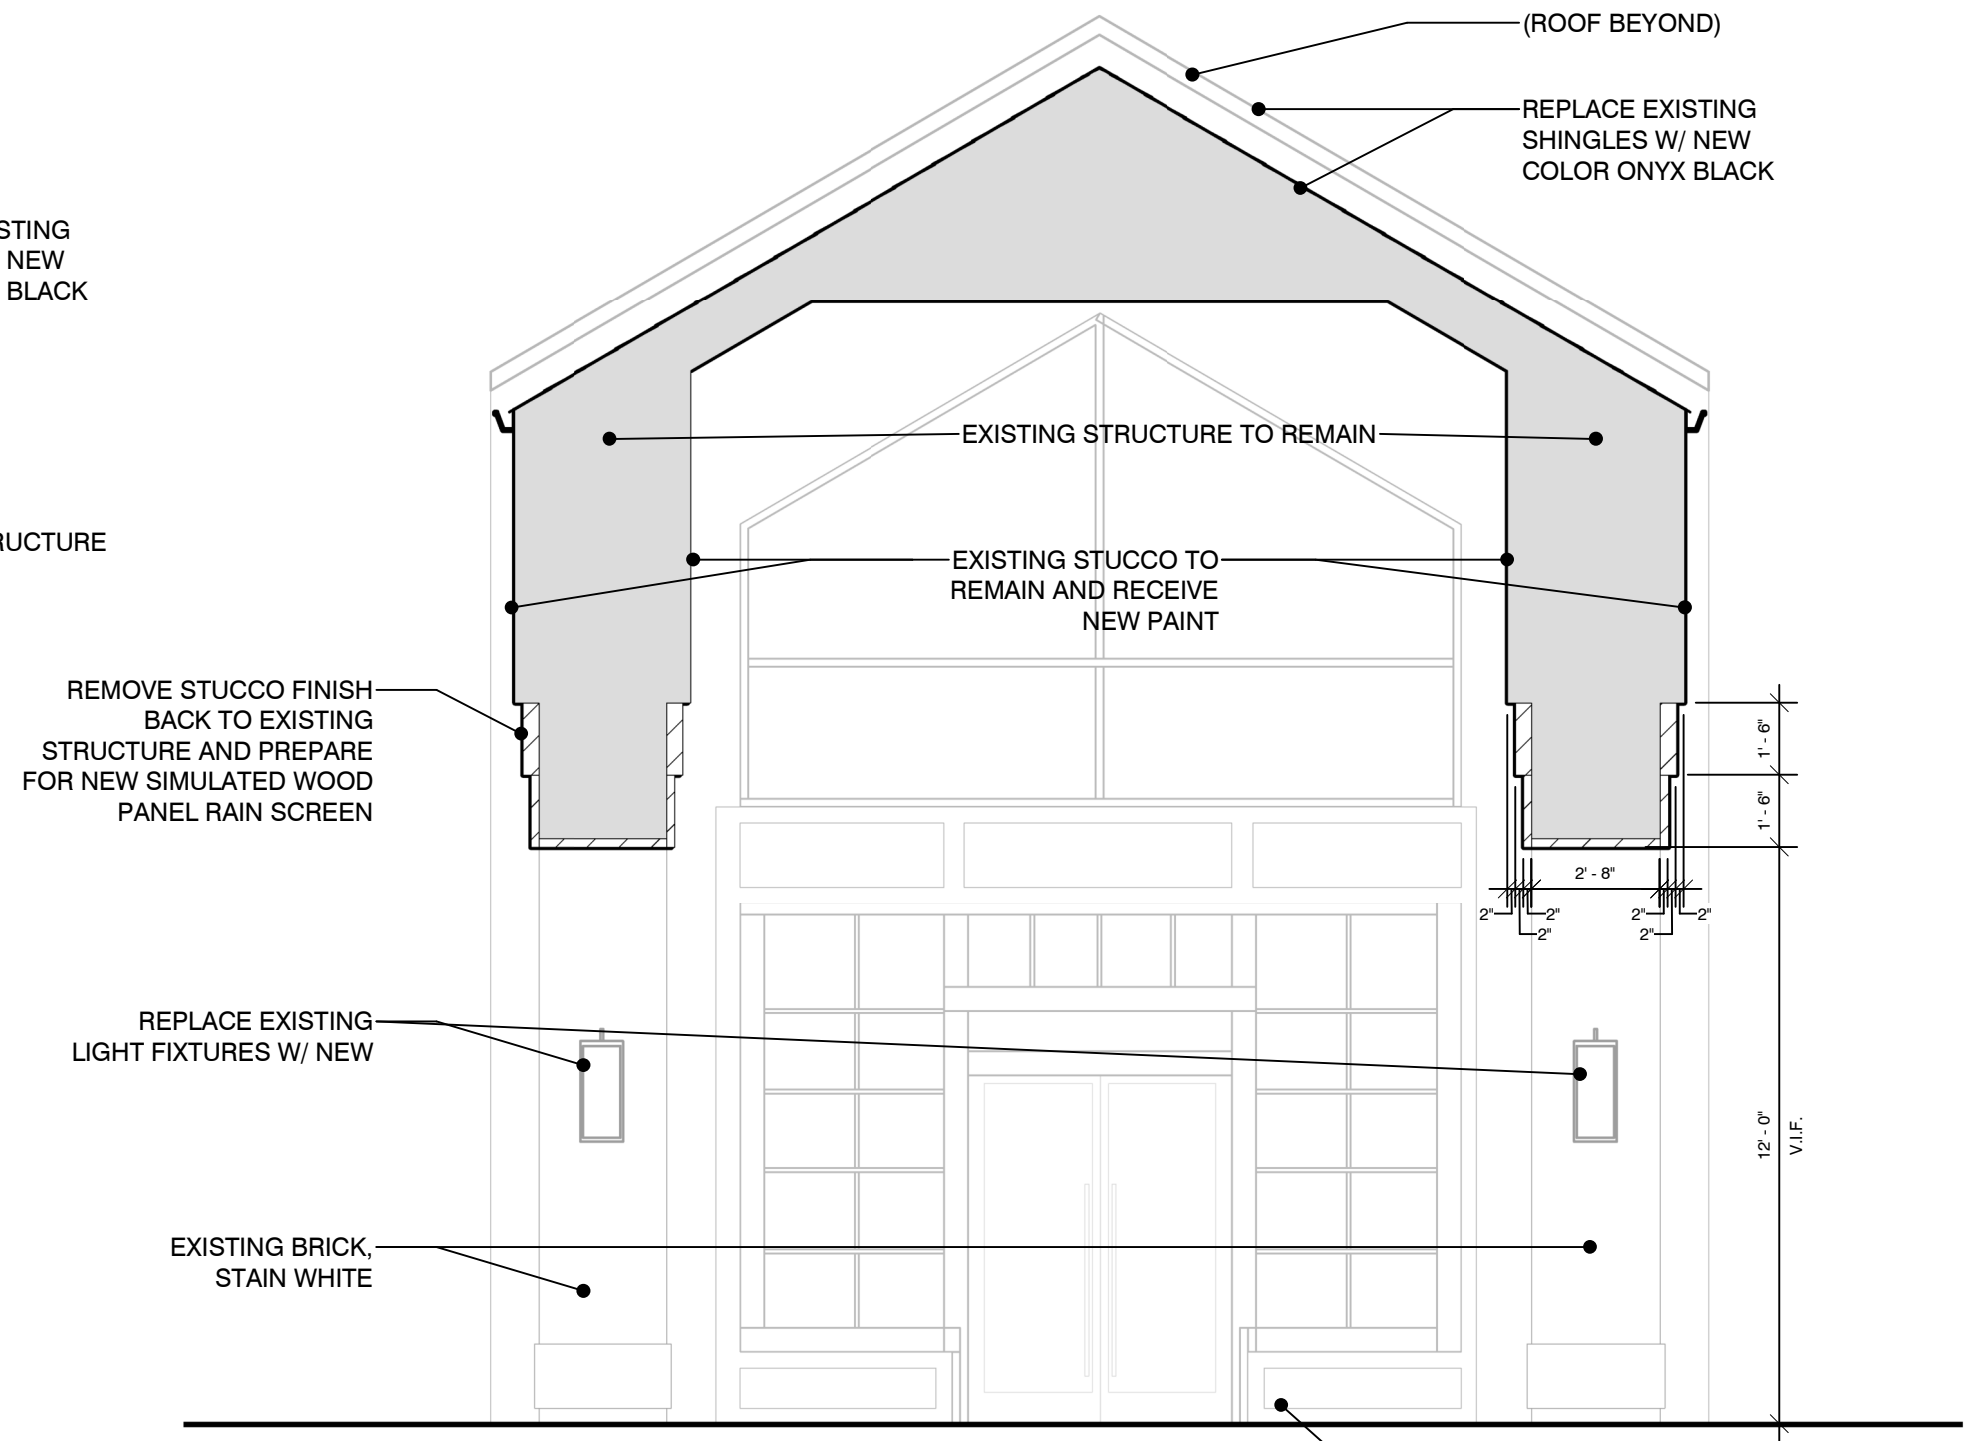 (ROOF BEYOND)
REPLACE EXISTING
SHINGLES W/ NEW
COLOR ONYX BLACK
STING
NEW
BLACK
EXISTING STRUCTURE TO REMAIN
RUCTURE
EXISTING STUCCO TO
REMAIN AND RECEIVE
NEW PAINT
REMOVE STUCCO FINISH
BACK TO EXISTING
STRUCTURE AND PREPARE
FOR NEW SIMULATED WOOD
PANEL RAIN SCREEN
1' - 6"
1' - 6"
2' - 8"
2" 2" 2" 2"
2" 2"
REPLACE EXISTING
LIGHT FIXTURES W/ NEW
12' - 0"
V.I.F.
EXISTING BRICK,
STAIN WHITE